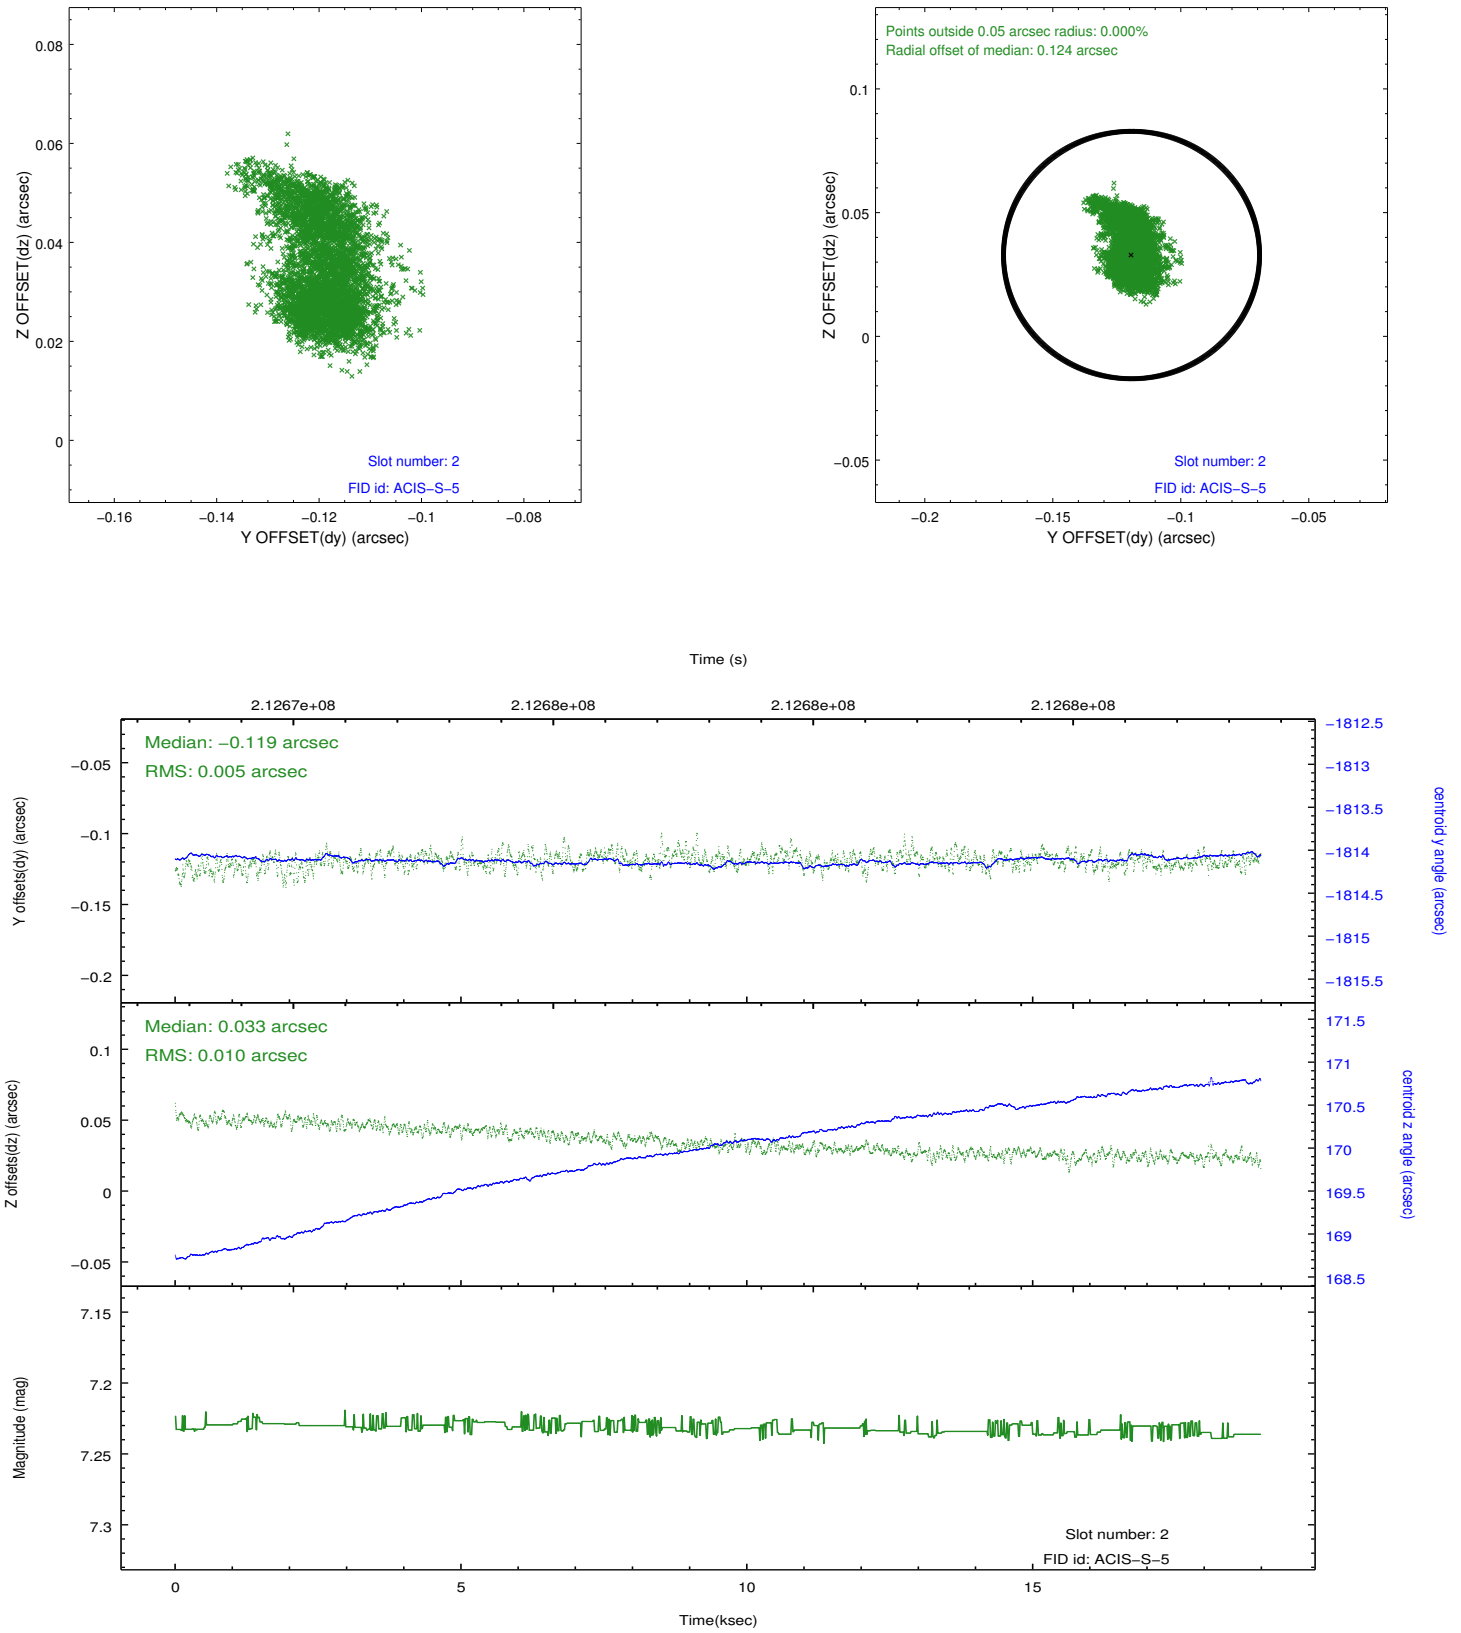 0.08
0.06
0.04
0.02
0
Z OFFSET(dz) (arcsec)
Slot number: 2
FID id: ACIS−S−5
−0.16
−0.14
−0.12
−0.1
−0.08
Y OFFSET(dy) (arcsec)
Points outside 0.05 arcsec radius: 0.000%
Radial offset of median: 0.124 arcsec
0.1
0.05
0
−0.05
Z OFFSET(dz) (arcsec)
Slot number: 2
FID id: ACIS−S−5
−0.2
−0.15
−0.1
−0.05
Y OFFSET(dy) (arcsec)
Time (s)
2.1267e+08
2.1268e+08
2.1268e+08
2.1268e+08
Median: −0.119 arcsec
RMS: 0.005 arcsec
−0.05
−0.1
−0.15
−0.2
Y offsets(dy) (arcsec)
−1812.5
−1813
−1813.5
−1814
−1814.5
−1815
−1815.5
centroid y angle (arcsec)
Median: 0.033 arcsec
RMS: 0.010 arcsec
0.1
0.05
0
−0.05
Z offsets(dz) (arcsec)
171.5
171
170.5
170
169.5
169
168.5
centroid z angle (arcsec)
7.15
7.2
7.25
7.3
Magnitude (mag)
Slot number: 2
FID id: ACIS−S−5
0
5
10
15
Time(ksec)